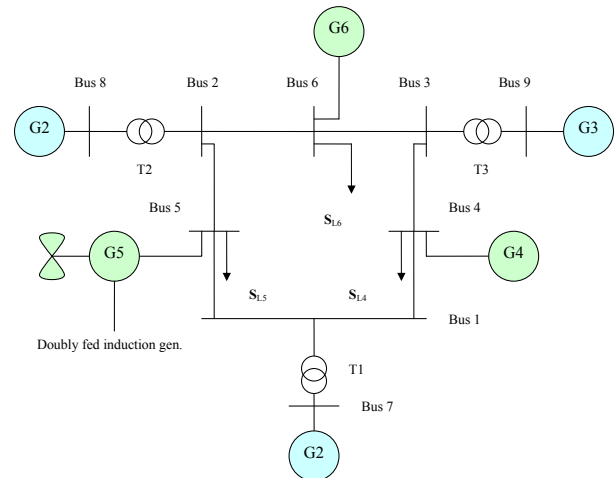 G6
Bus 8
Bus 2
Bus 6
Bus 3
Bus 9
G2
G3
T2
T3
Bus 5
Bus 4
SL6
G5
G4
SL5
SL4
Bus 1
Doubly fed induction gen.
T1
Bus 7
G2